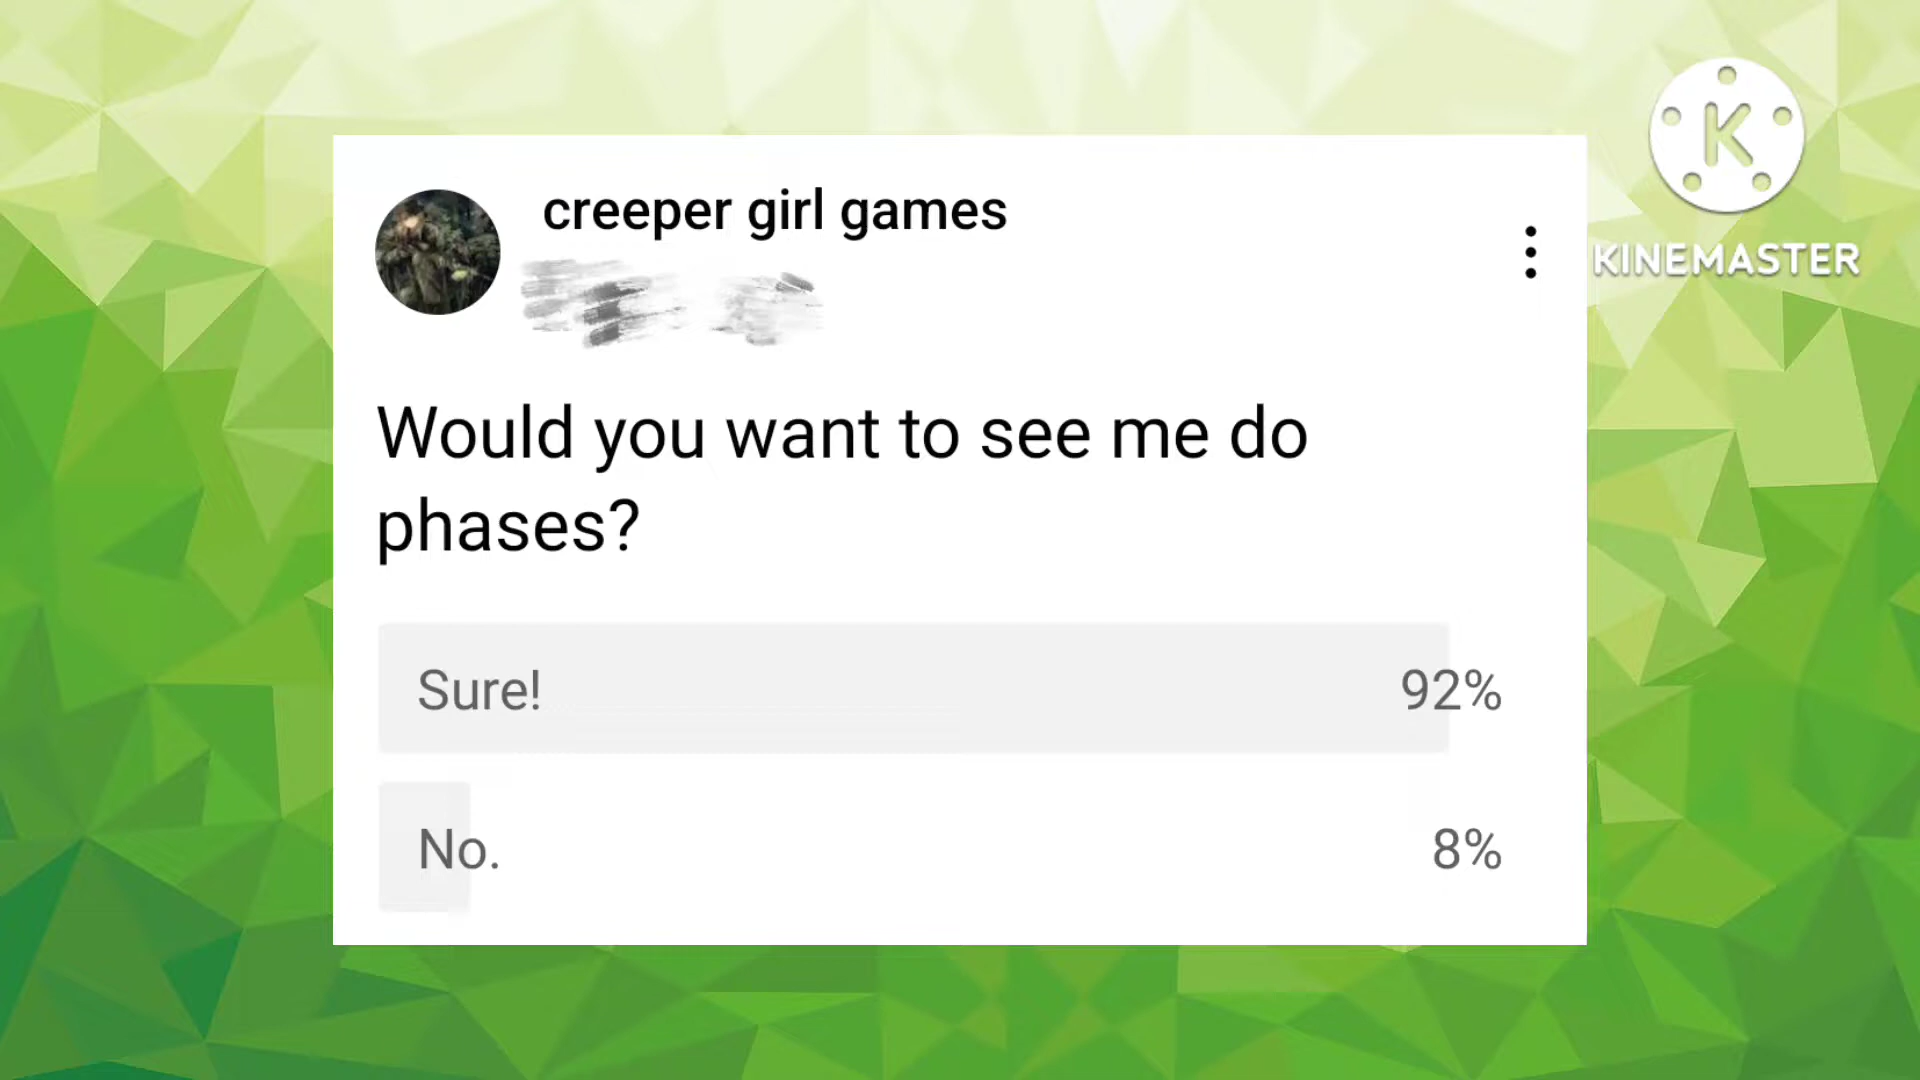 creeper girl games
Would you want to see me do
phases?
Sure! 92%
No. 8%
K
KINEMASTER